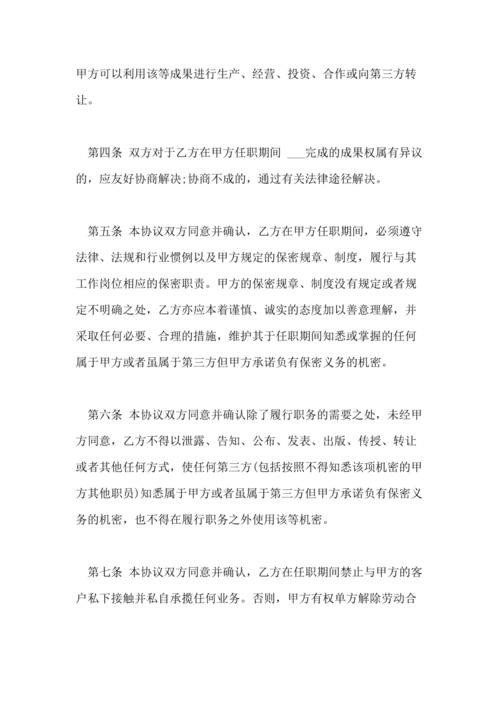 甲方可以利用该等成果进行生产、经营、投资、合作或向第三方转
让。
第四条 双方对于乙方在甲方任职期间 ___完成的成果权属有异议
的，应友好协商解决;协商不成的，通过有关法律途径解决。
第五条 本协议双方同意并确认，乙方在甲方任职期间，必须遵守
法律、法规和行业惯例以及甲方规定的保密规章、制度，履行与其
工作岗位相应的保密职责。甲方的保密规章、制度没有规定或者规
定不明确之处，乙方亦应本着谨慎、诚实的态度加以善意理解，并
采取任何必要、合理的措施，维护其于任职期间知悉或掌握的任何
属于甲方或者虽属于第三方但甲方承诺负有保密义务的机密。
第六条 本协议双方同意并确认除了履行职务的需要之处，未经甲
方同意，乙方不得以泄露、告知、公布、发表、出版、传授、转让
或者其他任何方式，使任何第三方(包括按照不得知悉该项机密的甲
方其他职员)知悉属于甲方或者虽属于第三方但甲方承诺负有保密义
务的机密，也不得在履行职务之外使用该等机密。
第七条 本协议双方同意并确认，乙方在任职期间禁止与甲方的客
户私下接触并私自承揽任何业务。否则，甲方有权单方解除劳动合